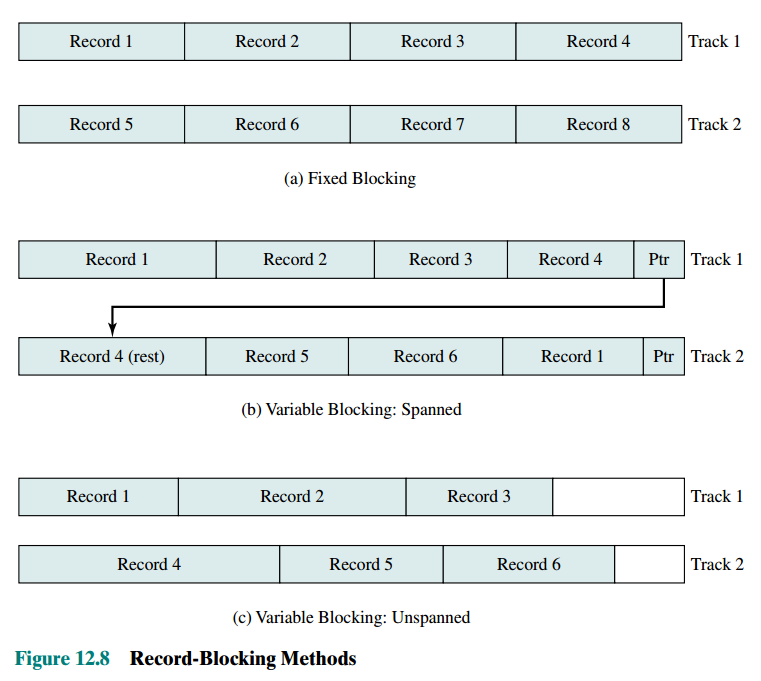 Record 1 Record 2 Record 3 Record 4 Track 1
Record 5 Record 6 Record 7 Record 8 Track 2
(a) Fixed Blocking
Record 1 Record 2 Record 3 Record 4 Ptr Track 1
Record 4 (rest) Record 5 Record 6 Record 1 Ptr Track 2
(b) Variable Blocking: Spanned
Record 1 Record 2 Record 3 Track 1
Record 4 Record 5 Record 6 Track 2
(c) Variable Blocking: Unspanned
Figure 12.8 Record-Blocking Methods